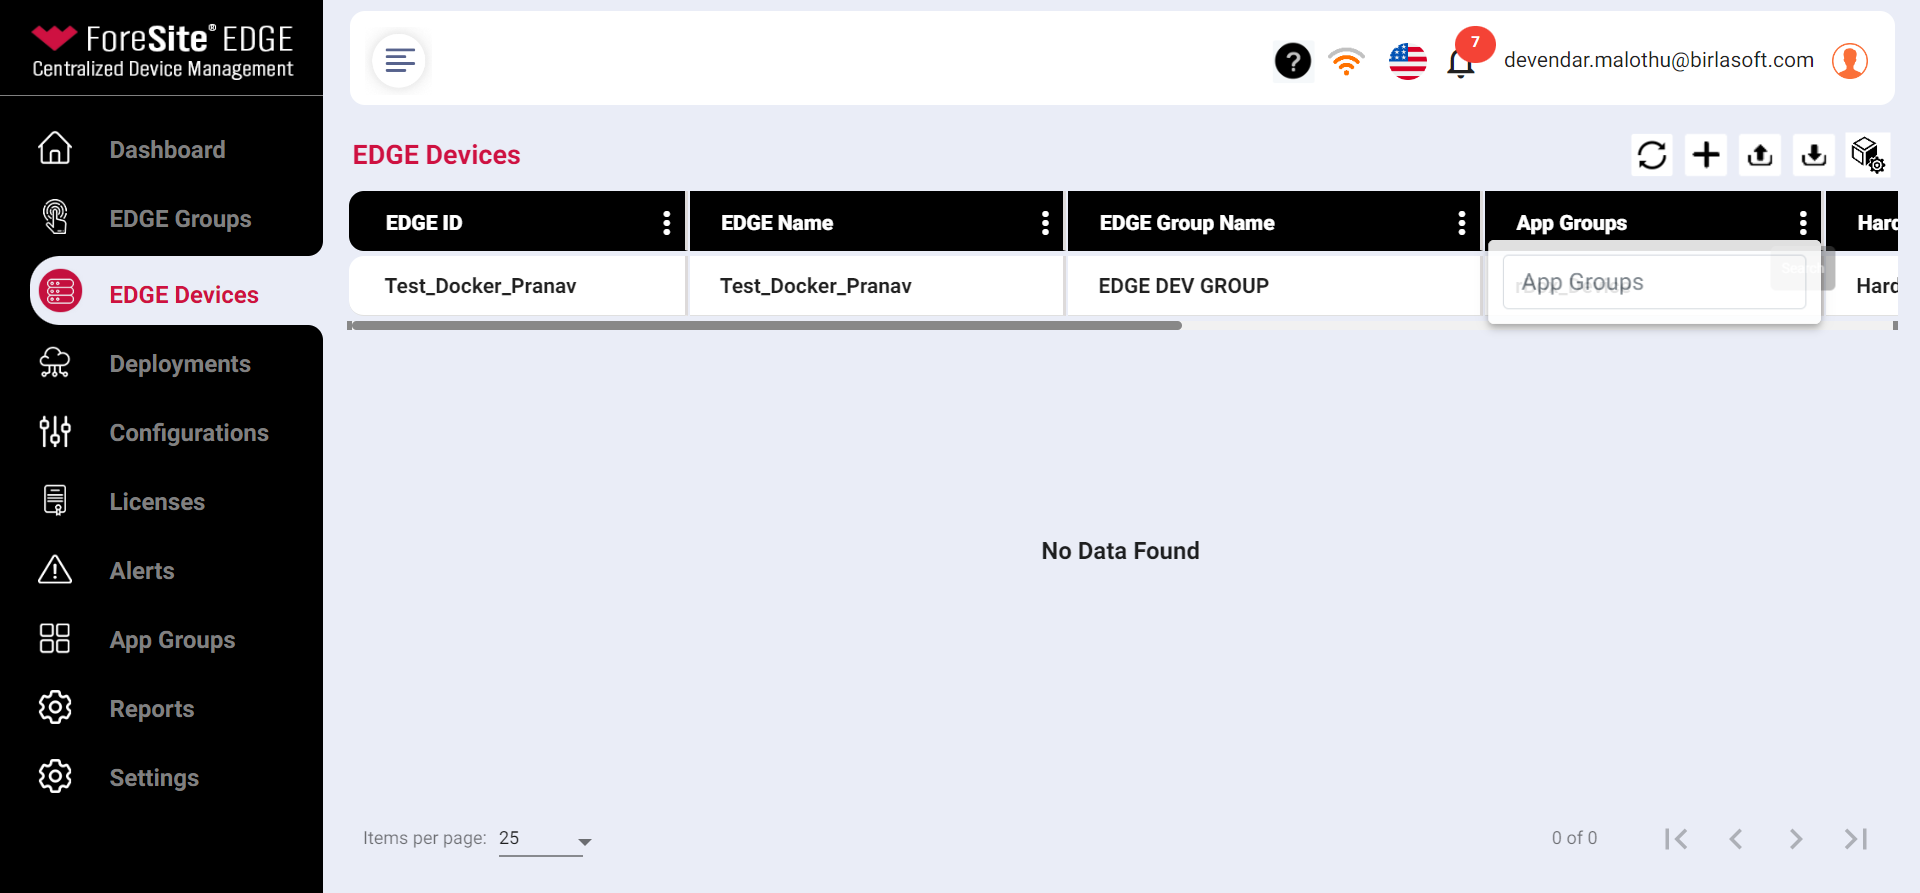 ForeSite® EDGE
Centralized Device Management
?
7
devendar.malothu@birlasoft.com
Dashboard
EDGE Groups
EDGE Devices
Deployments
Configurations
Licenses
Alerts
App Groups
Reports
Settings
EDGE Devices
EDGE ID
EDGE Name
EDGE Group Name
App Groups
Hard
Test_Docker_Pranav
Test_Docker_Pranav
EDGE DEV GROUP
App Groups
Search
Hard
No Data Found
Items per page: 25
0 of 0